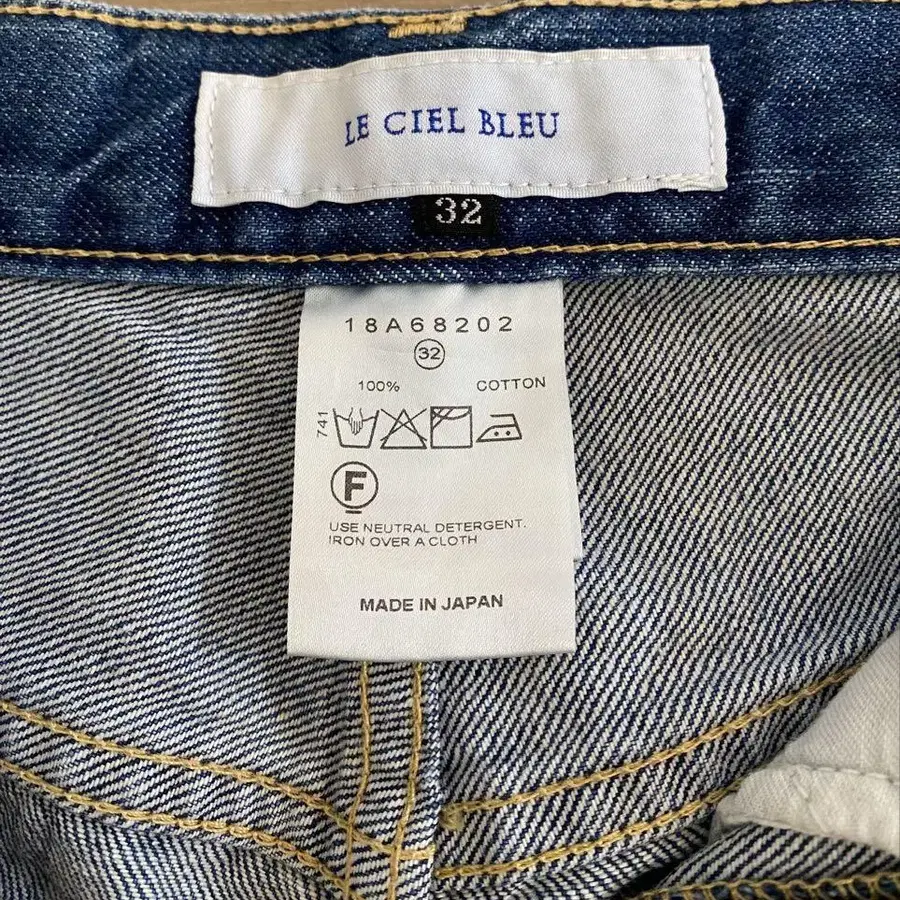 LE CIEL BLEU
32
18A68202
32
100% COTTON
741
F
USE NEUTRAL DETERGENT.
IRON OVER A CLOTH
MADE IN JAPAN